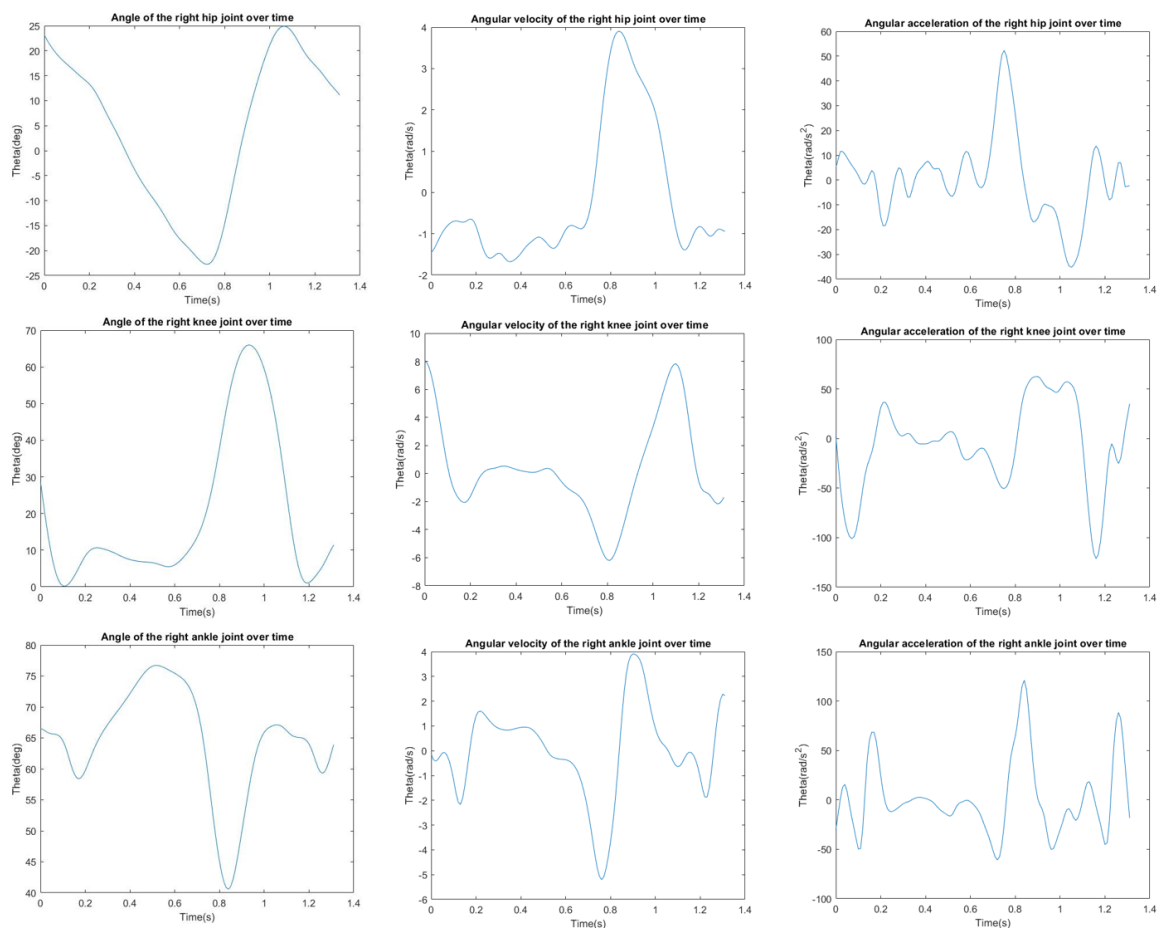 Angle of the right hip joint over time
25
20
15
10
5
0
-5
-10
-15
-20
-25
Theta(deg)
0 0.2 0.4 0.6 0.8 1 1.2 1.4
Time(s)
Angular velocity of the right hip joint over time
4
3
2
1
0
-1
-2
Theta(rad/s)
0 0.2 0.4 0.6 0.8 1 1.2 1.4
Time(s)
Angular acceleration of the right hip joint over time
60
50
40
30
20
10
0
-10
-20
-30
-40
Theta(rad/s²)
0 0.2 0.4 0.6 0.8 1 1.2 1.4
Time(s)
Angle of the right knee joint over time
70
60
50
40
30
20
10
0
Theta(deg)
0 0.2 0.4 0.6 0.8 1 1.2 1.4
Time(s)
Angular velocity of the right knee joint over time
10
8
6
4
2
0
-2
-4
-6
-8
Theta(rad/s)
0 0.2 0.4 0.6 0.8 1 1.2 1.4
Time(s)
Angular acceleration of the right knee joint over time
100
50
0
-50
-100
-150
Theta(rad/s²)
0 0.2 0.4 0.6 0.8 1 1.2 1.4
Time(s)
Angle of the right ankle joint over time
80
75
70
65
60
55
50
45
40
Theta(deg)
0 0.2 0.4 0.6 0.8 1 1.2 1.4
Time(s)
Angular velocity of the right ankle joint over time
4
3
2
1
0
-1
-2
-3
-4
-5
-6
Theta(rad/s)
0 0.2 0.4 0.6 0.8 1 1.2 1.4
Time(s)
Angular acceleration of the right ankle joint over time
150
100
50
0
-50
-100
Theta(rad/s²)
0 0.2 0.4 0.6 0.8 1 1.2 1.4
Time(s)